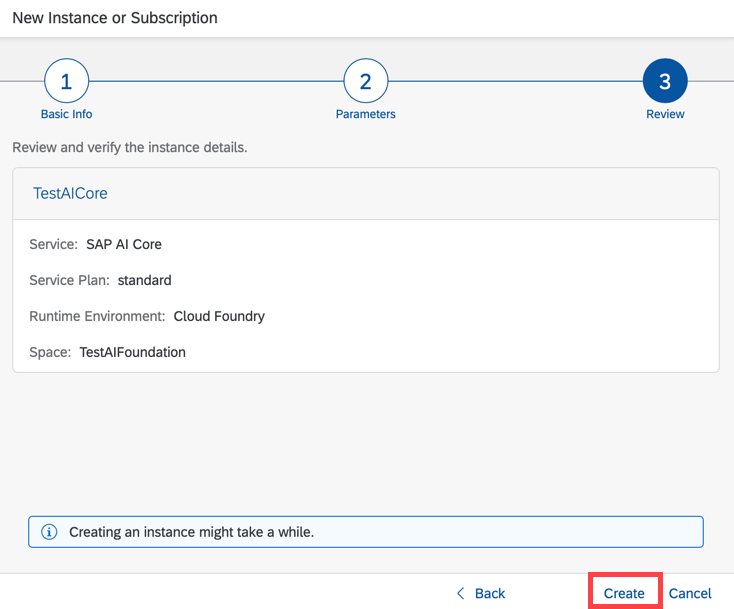 New Instance or Subscription
1 2 3
Basic Info Parameters Review
Review and verify the instance details.
TestAICore
Service: SAP AI Core
Service Plan: standard
Runtime Environment: Cloud Foundry
Space: TestAIFoundation
Creating an instance might take a while.
Back Create Cancel